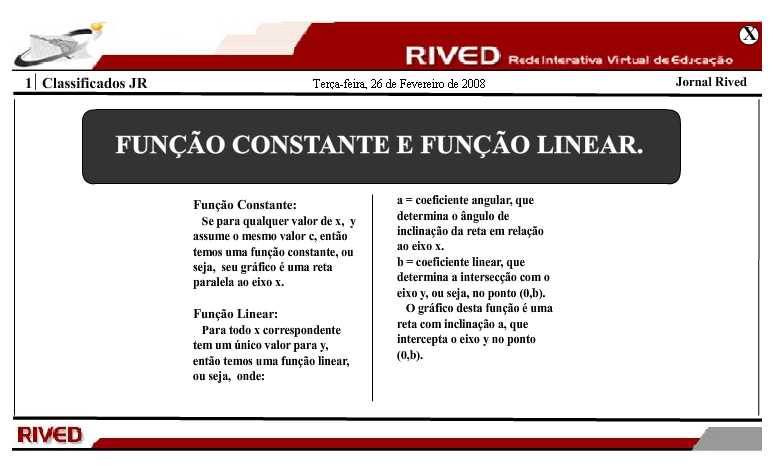 X
RIVED Rede Interativa Virtual de Educação
1 Classificados JR
Terça-feira, 26 de Fevereiro de 2008
Jornal Rived
FUNÇÃO CONSTANTE E FUNÇÃO LINEAR.
Função Constante:
Se para qualquer valor de x, y
assume o mesmo valor c, então
temos uma função constante, ou
seja, seu gráfico é uma reta
paralela ao eixo x.
Função Linear:
Para todo x correspondente
tem um único valor para y,
então temos uma função linear,
ou seja, onde:
a = coeficiente angular, que
determina o ângulo de
inclinação da reta em relação
ao eixo x.
b = coeficiente linear, que
determina a intersecção com o
eixo y, ou seja, no ponto (0,b).
O gráfico desta função é uma
reta com inclinação a, que
intercepta o eixo y no ponto
(0,b).
RIVED